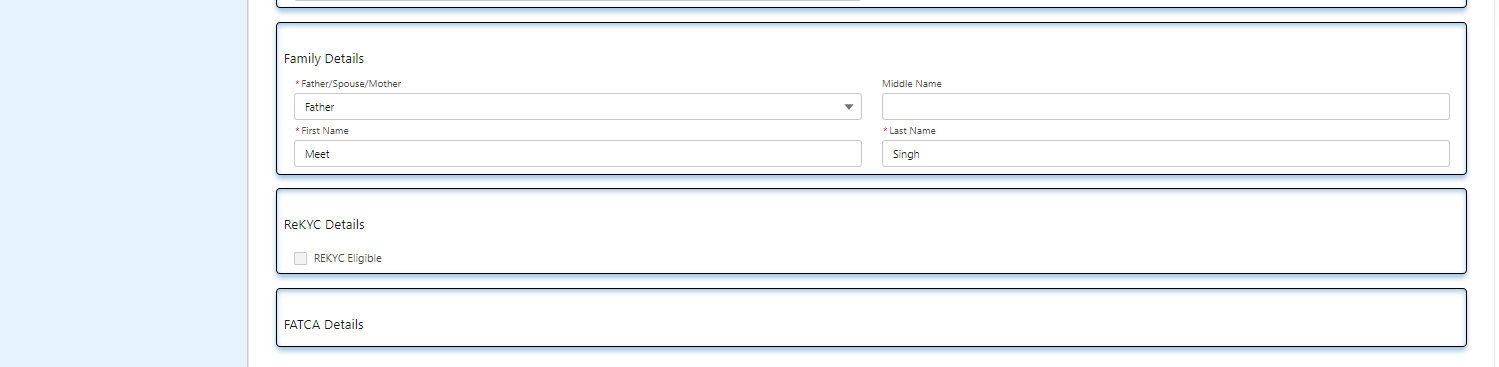 Family Details
* Father/Spouse/Mother
Middle Name
Father
* First Name
* Last Name
Meet
Singh
ReKYC Details
REKYC Eligible
FATCA Details